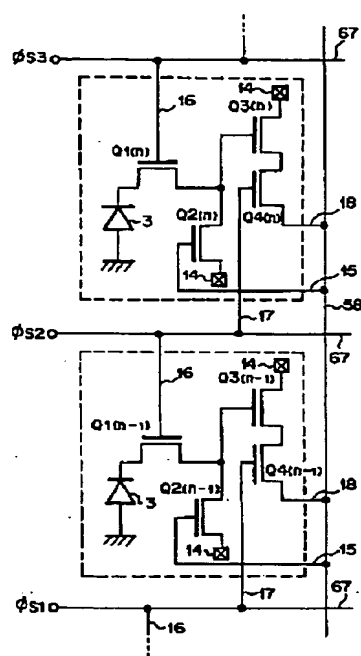 φS3
67
16
14
Q3(n)
Q1(n)
3
Q2(n)
Q4(n)
18
14
15
58
17
φS2
67
16
14
Q3(n-1)
Q1(n-1)
3
Q2(n-1)
Q4(n-1)
18
14
15
17
φS1
67
16